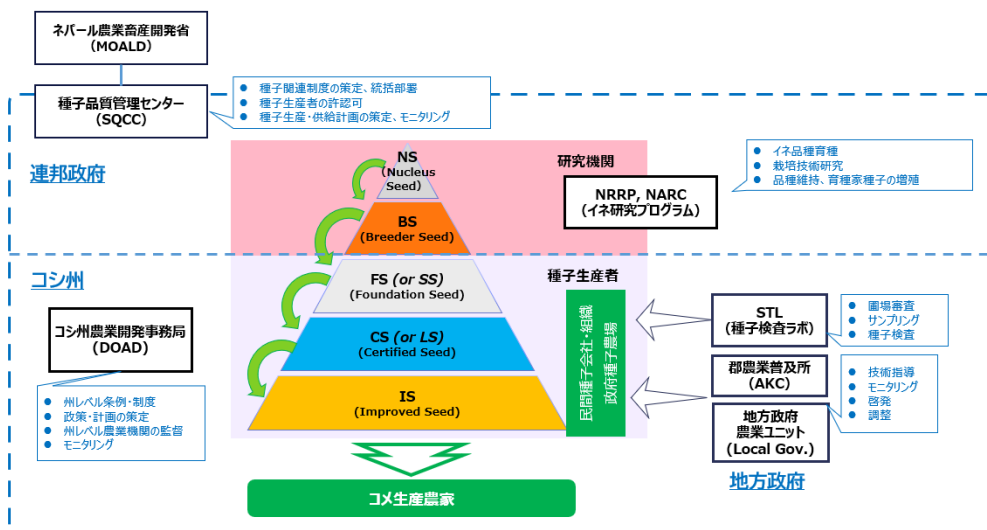 ネパール農業畜産開発省
(MOALD)
種子品質管理センター
(SQCC)
● 種子関連制度の策定、統括部署
● 種子生産者の許認可
● 種子生産・供給計画の策定、モニタリング
連邦政府
NS
(Nucleus
Seed)
BS
(Breeder Seed)
研究機関
NRRP, NARC
(イネ研究プログラム)
● イネ品種育種
● 栽培技術研究
● 品種維持、育種家種子の増殖
コシ州
コシ州農業開発事務局
(DOAD)
● 州レベル条例・制度
● 政策・計画の策定
● 州レベル農業機関の監督
● モニタリング
FS (or SS)
(Foundation Seed)
CS (or LS)
(Certified Seed)
IS
(Improved Seed)
種子生産者
民間種子会社・組織
政府種子農場
STL
(種子検査ラボ)
● 圃場審査
● サンプリング
● 種子検査
郡農業普及所
(AKC)
地方政府
農業ユニット
(Local Gov.)
● 技術指導
● モニタリング
● 啓発
● 調整
地方政府
コメ生産農家